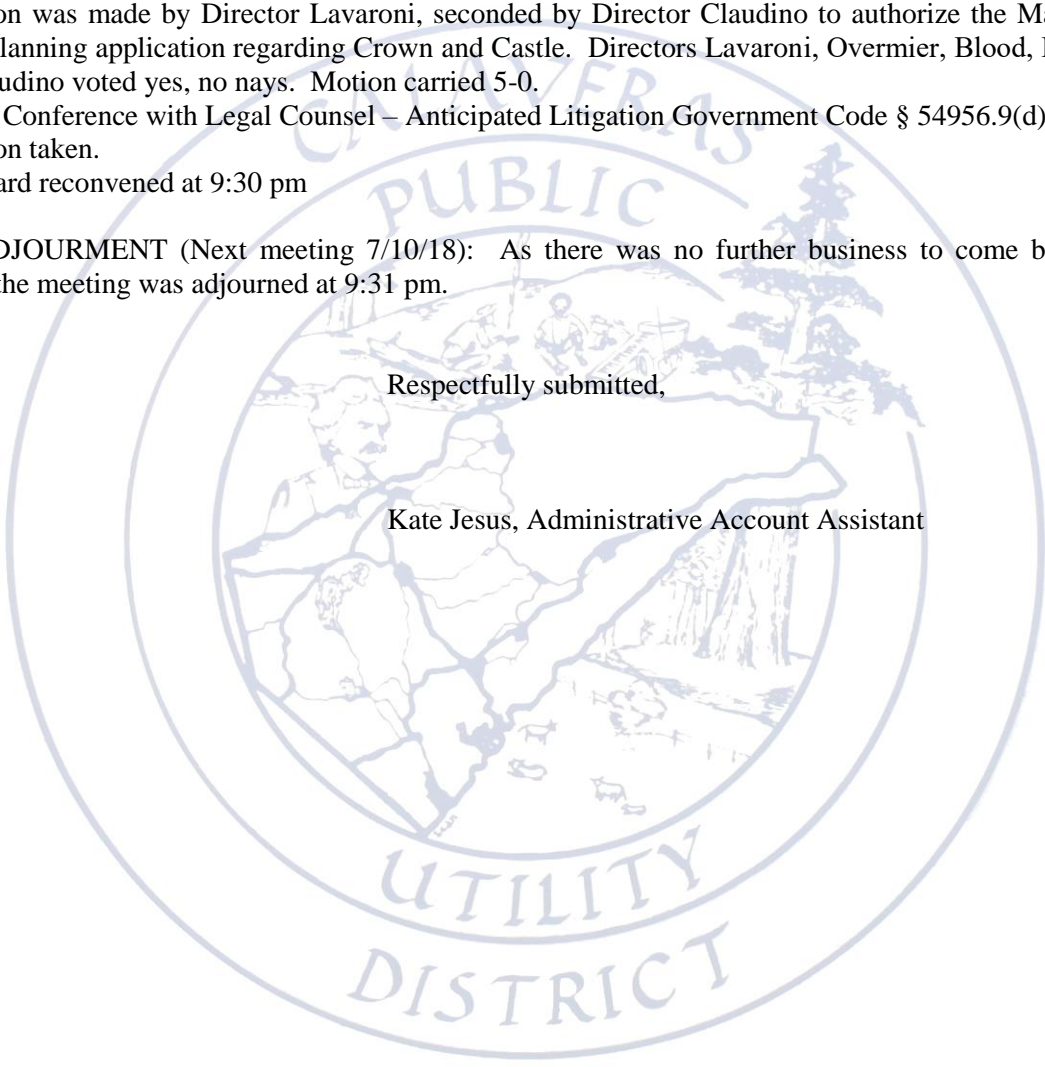 on was made by Director Lavaroni, seconded by Director Claudino to authorize the Ma
lanning application regarding Crown and Castle. Directors Lavaroni, Overmier, Blood,
udino voted yes, no nays. Motion carried 5-0.
Conference with Legal Counsel – Anticipated Litigation Government Code § 54956.9(d)
on taken.
ard reconvened at 9:30 pm
DJOURMENT (Next meeting 7/10/18): As there was no further business to come b
the meeting was adjourned at 9:31 pm.
Respectfully submitted,
Kate Jesus, Administrative Account Assistant
CALAVERAS
PUBLIC
UTILITY
DISTRICT